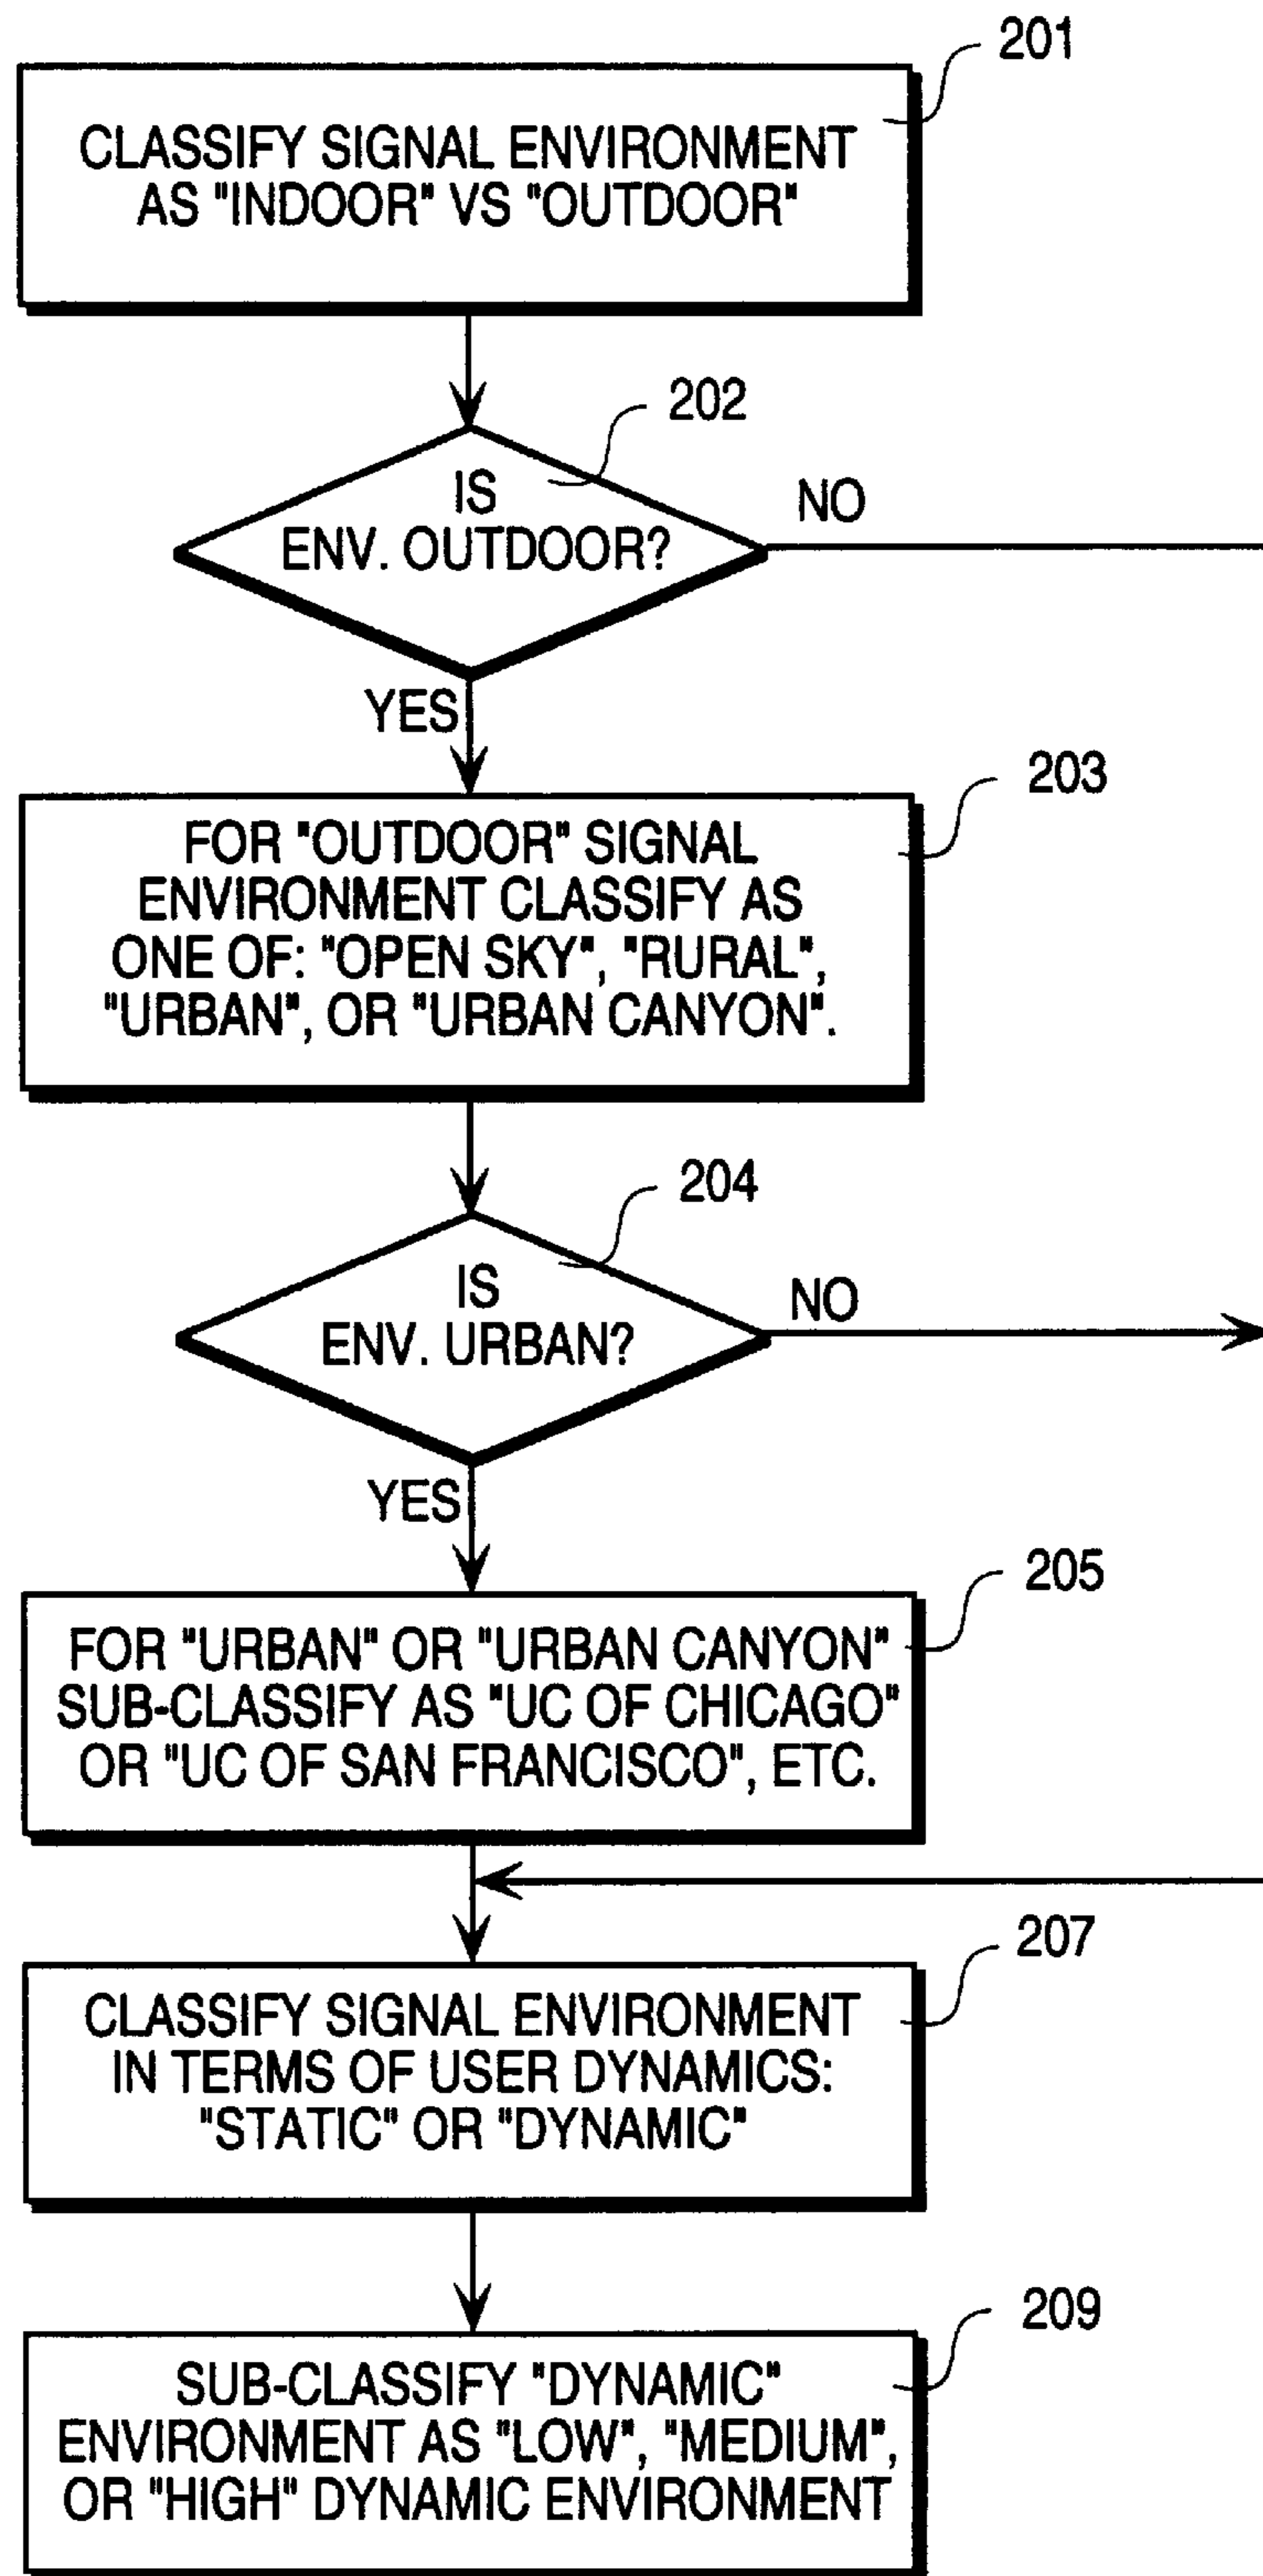 201
CLASSIFY SIGNAL ENVIRONMENT
AS "INDOOR" VS "OUTDOOR"
202
IS
ENV. OUTDOOR?
NO
YES
203
FOR "OUTDOOR" SIGNAL
ENVIRONMENT CLASSIFY AS
ONE OF: "OPEN SKY", "RURAL",
"URBAN", OR "URBAN CANYON".
204
IS
ENV. URBAN?
NO
YES
205
FOR "URBAN" OR "URBAN CANYON"
SUB-CLASSIFY AS "UC OF CHICAGO"
OR "UC OF SAN FRANCISCO", ETC.
207
CLASSIFY SIGNAL ENVIRONMENT
IN TERMS OF USER DYNAMICS:
"STATIC" OR "DYNAMIC"
209
SUB-CLASSIFY "DYNAMIC"
ENVIRONMENT AS "LOW", "MEDIUM",
OR "HIGH" DYNAMIC ENVIRONMENT